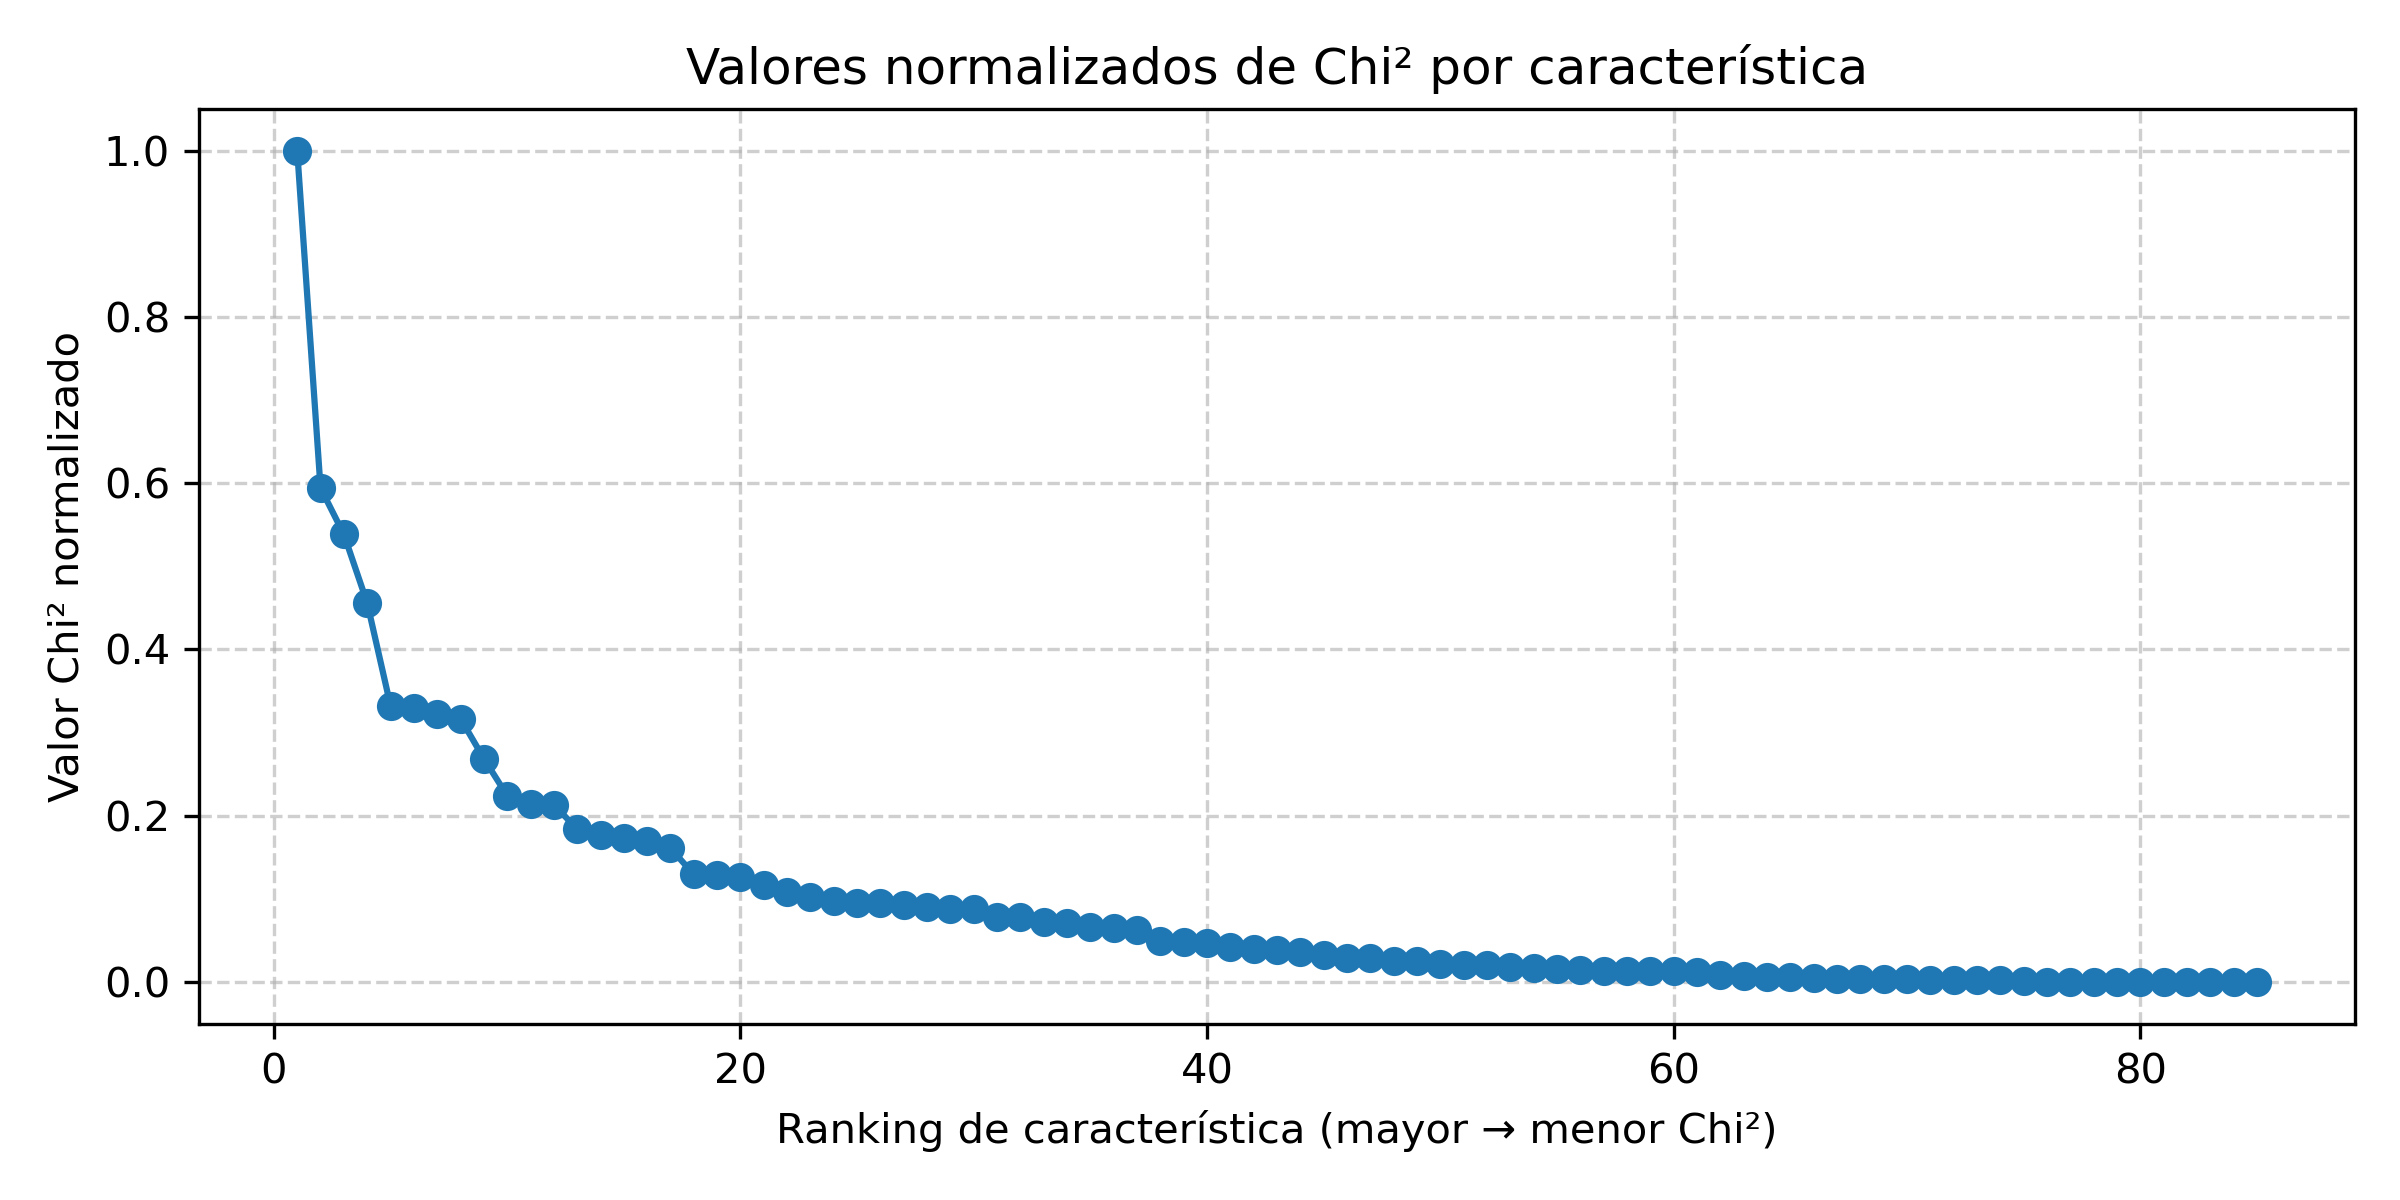 Valores normalizados de Chi² por característica
Valor Chi² normalizado
1.0
0.8
0.6
0.4
0.2
0.0
0 20 40 60 80
Ranking de característica (mayor → menor Chi²)